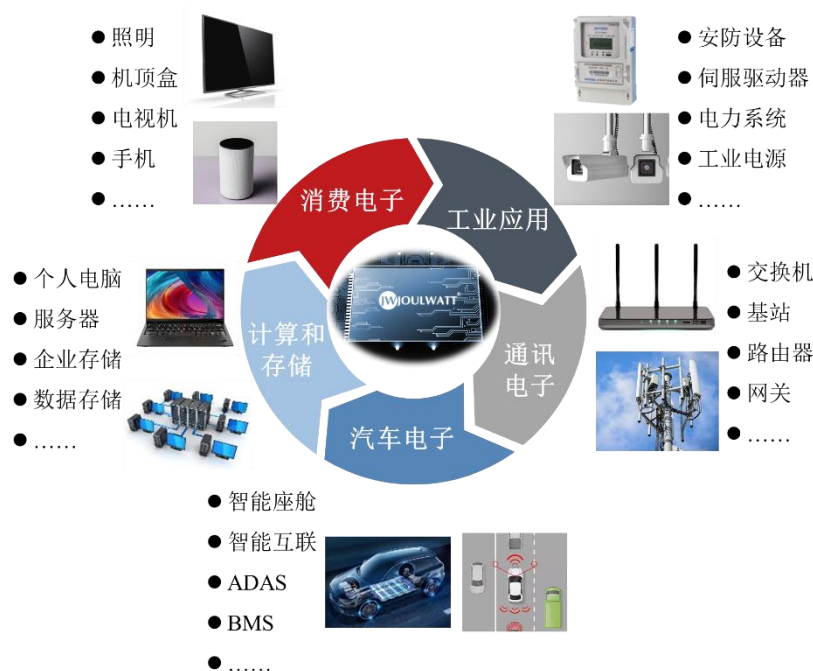 ● 照明
● 机顶盒
● 电视机
● 手机
● ……
● 安防设备
● 伺服驱动器
● 电力系统
● 工业电源
● ……
消费电子
工业应用
● 个人电脑
● 服务器
● 企业存储
● 数据存储
● ……
计算和
存储
JWJOULWATT
通讯
电子
● 交换机
● 基站
● 路由器
● 网关
● ……
汽车电子
● 智能座舱
● 智能互联
● ADAS
● BMS
● ……